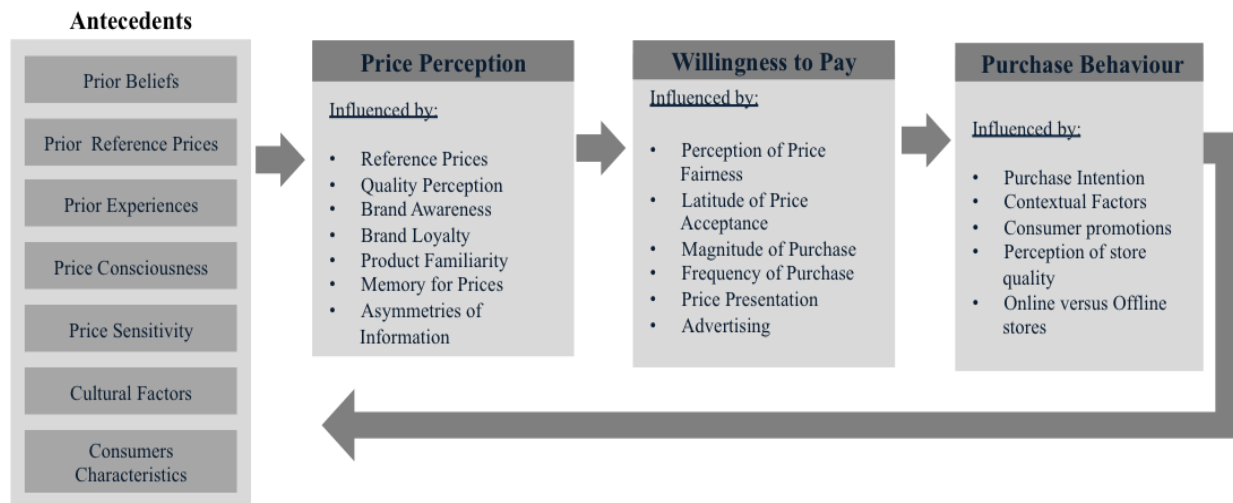 Antecedents
Prior Beliefs
Prior Reference Prices
Prior Experiences
Price Consciousness
Price Sensitivity
Cultural Factors
Consumers
Characteristics
Price Perception
Influenced by:
• Reference Prices
• Quality Perception
• Brand Awareness
• Brand Loyalty
• Product Familiarity
• Memory for Prices
• Asymmetries of
Information
Willingness to Pay
Influenced by:
• Perception of Price
Fairness
• Latitude of Price
Acceptance
• Magnitude of Purchase
• Frequency of Purchase
• Price Presentation
• Advertising
Purchase Behaviour
Influenced by:
• Purchase Intention
• Contextual Factors
• Consumer promotions
• Perception of store
quality
• Online versus Offline
stores